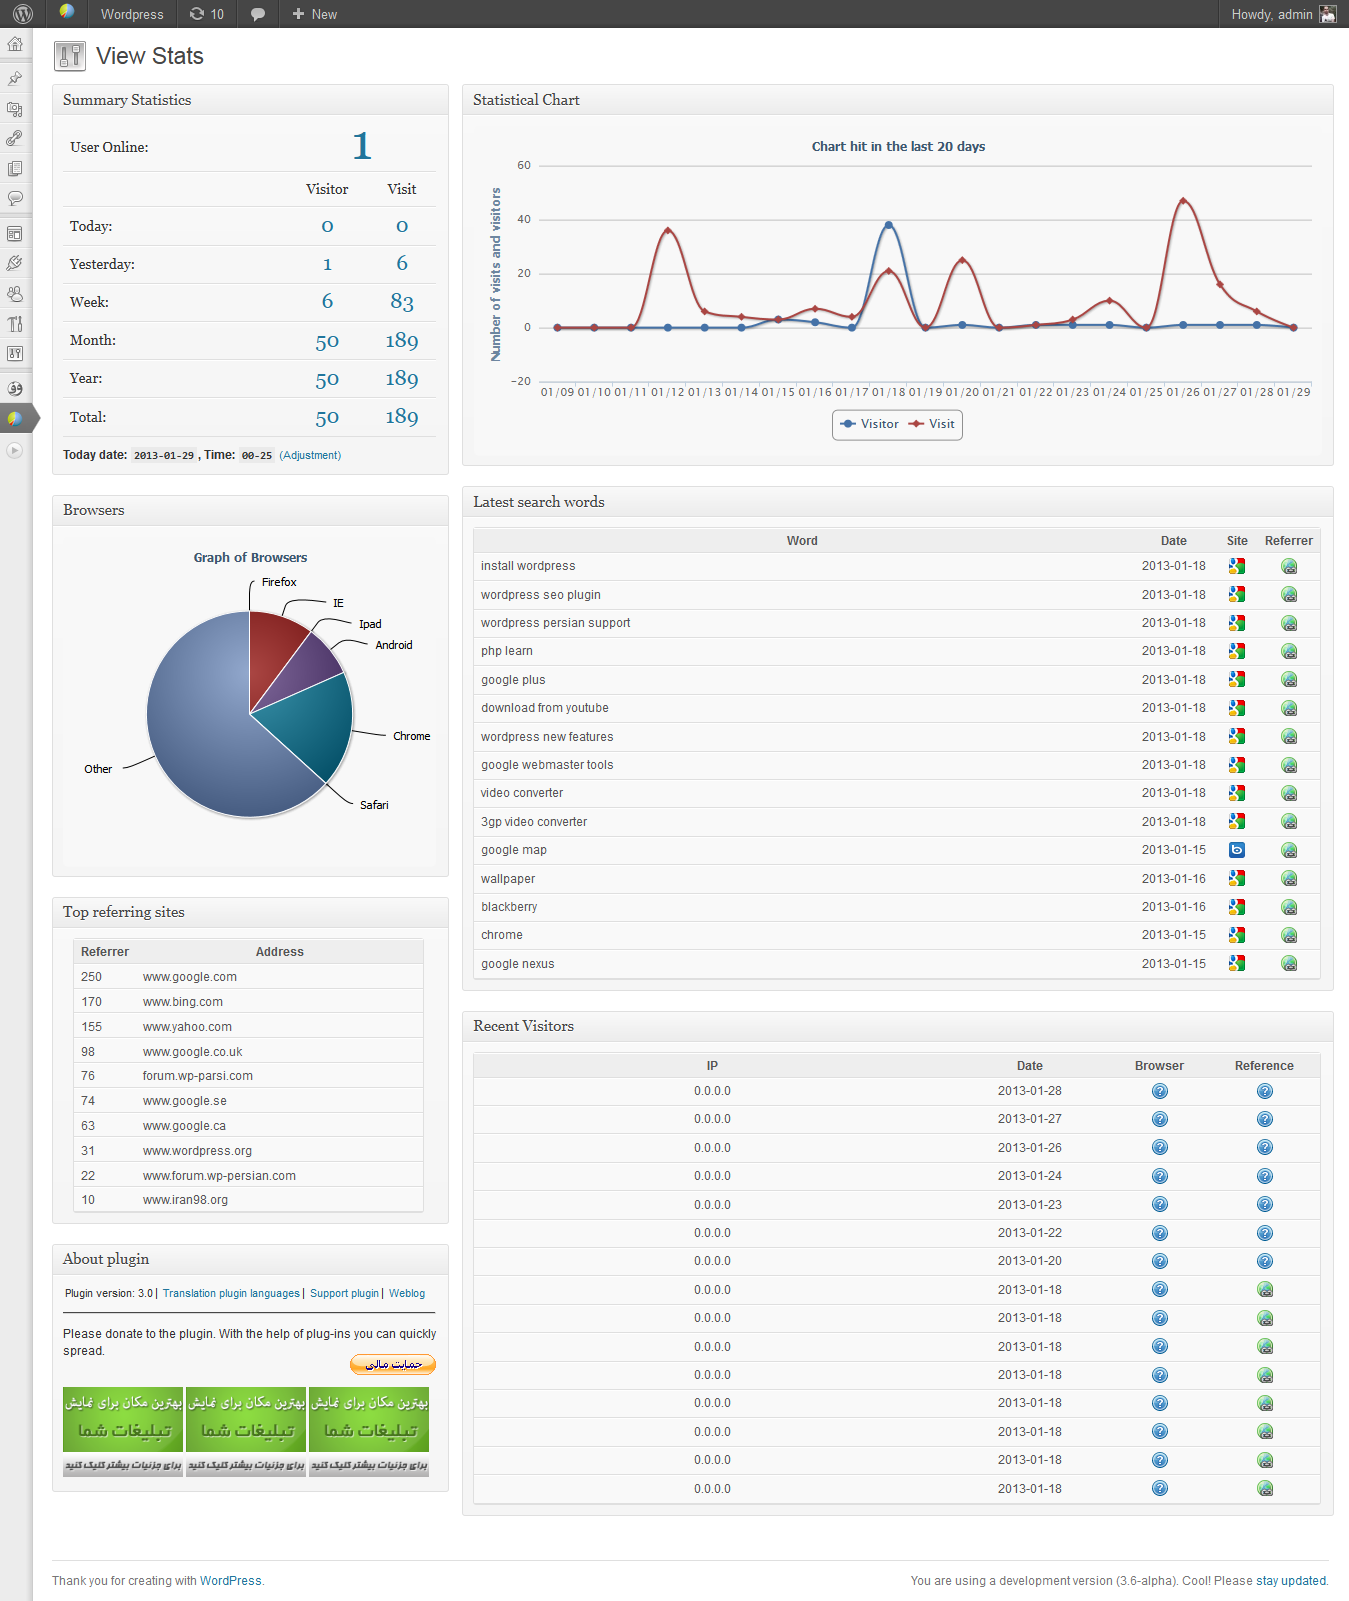 Wordpress 10 New Howdy, admin
View Stats
Summary Statistics
User Online: 1
Visitor Visit
Today: 0 0
Yesterday: 1 6
Week: 6 83
Month: 50 189
Year: 50 189
Total: 50 189
Today date: 2013-01-29 , Time: 00-25 (Adjustment)
Statistical Chart
Chart hit in the last 20 days
Number of visits and visitors
60
40
20
0
-20
01/09 01/10 01/11 01/12 01/13 01/14 01/15 01/16 01/17 01/18 01/19 01/20 01/21 01/22 01/23 01/24 01/25 01/26 01/27 01/28 01/29
Visitor Visit
Browsers
Graph of Browsers
Firefox
IE
Ipad
Android
Chrome
Other
Safari
Latest search words
Word Date Site Referrer
install wordpress 2013-01-18
wordpress seo plugin 2013-01-18
wordpress persian support 2013-01-18
php learn 2013-01-18
google plus 2013-01-18
download from youtube 2013-01-18
wordpress new features 2013-01-18
google webmaster tools 2013-01-18
video converter 2013-01-18
3gp video converter 2013-01-18
google map 2013-01-15
wallpaper 2013-01-16
blackberry 2013-01-16
chrome 2013-01-15
google nexus 2013-01-15
Top referring sites
Referrer Address
250 www.google.com
170 www.bing.com
155 www.yahoo.com
98 www.google.co.uk
76 forum.wp-parsi.com
74 www.google.se
63 www.google.ca
31 www.wordpress.org
22 www.forum.wp-persian.com
10 www.iran98.org
Recent Visitors
IP Date Browser Reference
0.0.0.0 2013-01-28
0.0.0.0 2013-01-27
0.0.0.0 2013-01-26
0.0.0.0 2013-01-24
0.0.0.0 2013-01-23
0.0.0.0 2013-01-22
0.0.0.0 2013-01-20
0.0.0.0 2013-01-18
0.0.0.0 2013-01-18
0.0.0.0 2013-01-18
0.0.0.0 2013-01-18
0.0.0.0 2013-01-18
0.0.0.0 2013-01-18
0.0.0.0 2013-01-18
0.0.0.0 2013-01-18
About plugin
Plugin version: 3.0 | Translation plugin languages | Support plugin | Weblog
Please donate to the plugin. With the help of plug-ins you can quickly
spread.
حمایت مالی
بهترین مکان برای نمایش بهترین مکان برای نمایش بهترین مکان برای نمایش
تبلیغات شما تبلیغات شما تبلیغات شما
برای جزئیات بیشتر کلیک کنید برای جزئیات بیشتر کلیک کنید برای جزئیات بیشتر کلیک کنید
Thank you for creating with WordPress. You are using a development version (3.6-alpha). Cool! Please stay updated.